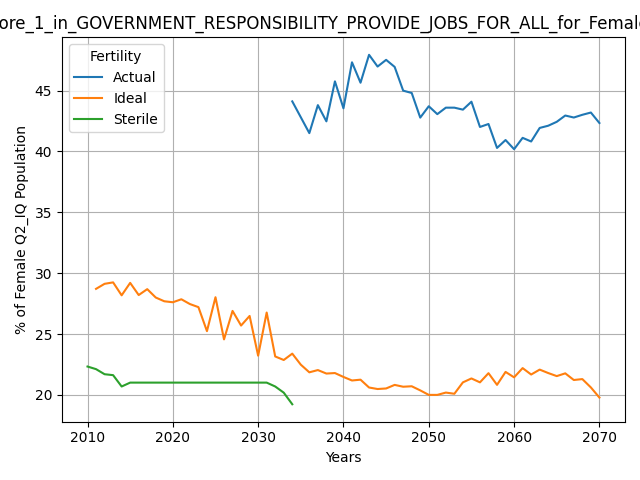 ore_1_in_GOVERNMENT_RESPONSIBILITY_PROVIDE_JOBS_FOR_ALL_for_Female
Fertility
Actual
Ideal
Sterile
% of Female Q2_IQ Population
45
40
35
30
25
20
2010 2020 2030 2040 2050 2060 2070
Years